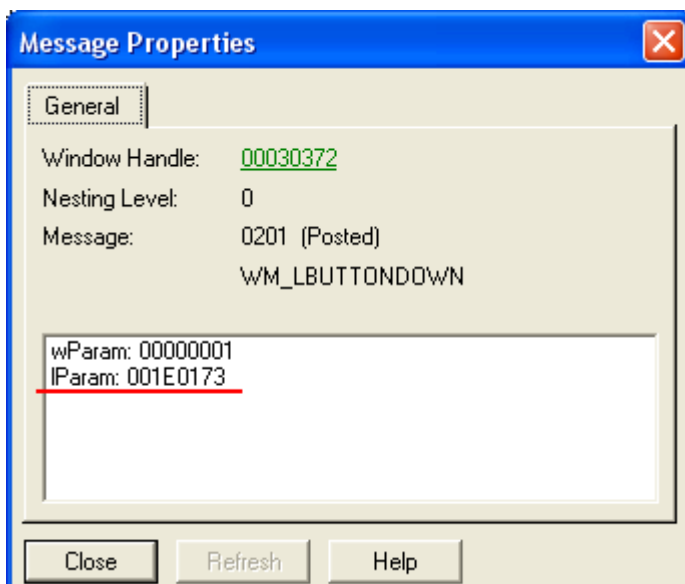 Message Properties
General
Window Handle: 00030372
Nesting Level: 0
Message: 0201 (Posted)
WM_LBUTTONDOWN
wParam: 00000001
lParam: 001E0173
Close Refresh Help